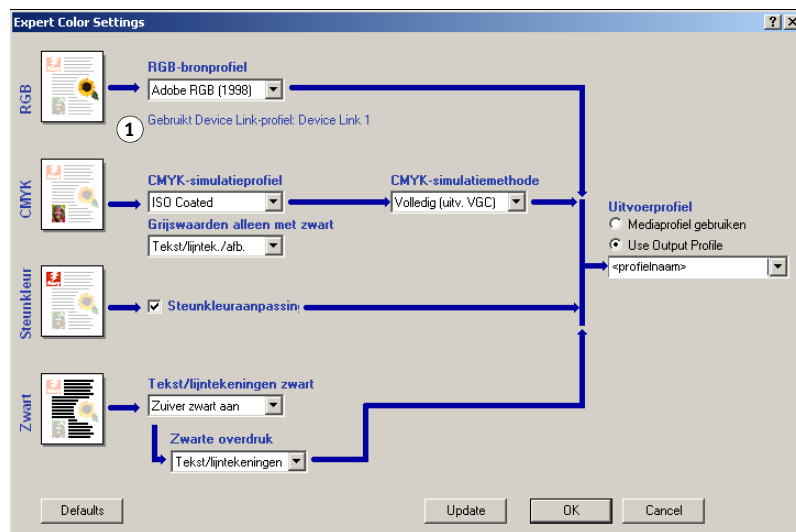 Expert Color Settings
RGB
RGB-bronprofiel
Adobe RGB (1998)
1
Gebruikt Device Link-profiel: Device Link 1
CMYK
CMYK-simulatieprofiel
ISO Coated
CMYK-simulatiemethode
Volledig (uitv. VGC)
Grijswaarden alleen met zwart
Tekst/lijntek./afb.
Uitvoerprofiel
Mediaprofiel gebruiken
Use Output Profile
<profielnaam>
Steunkleur
Steunkleuraanpassing
Zwart
Tekst/lijntekeningen zwart
Zuiver zwart aan
Zwarte overdruk
Tekst/lijntekeningen
Defaults
Update
OK
Cancel